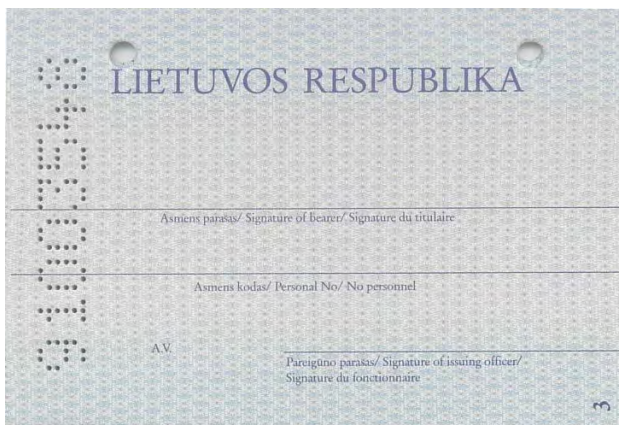 LIETUVOS RESPUBLIKA
Asmens parašas/ Signature of bearer/ Signature du titulaire
Asmens kodas/ Personal No/ No personnel
A.V.
Pareigūno parašas/ Signature of issuing officer/
Signature du fonctionnaire
3